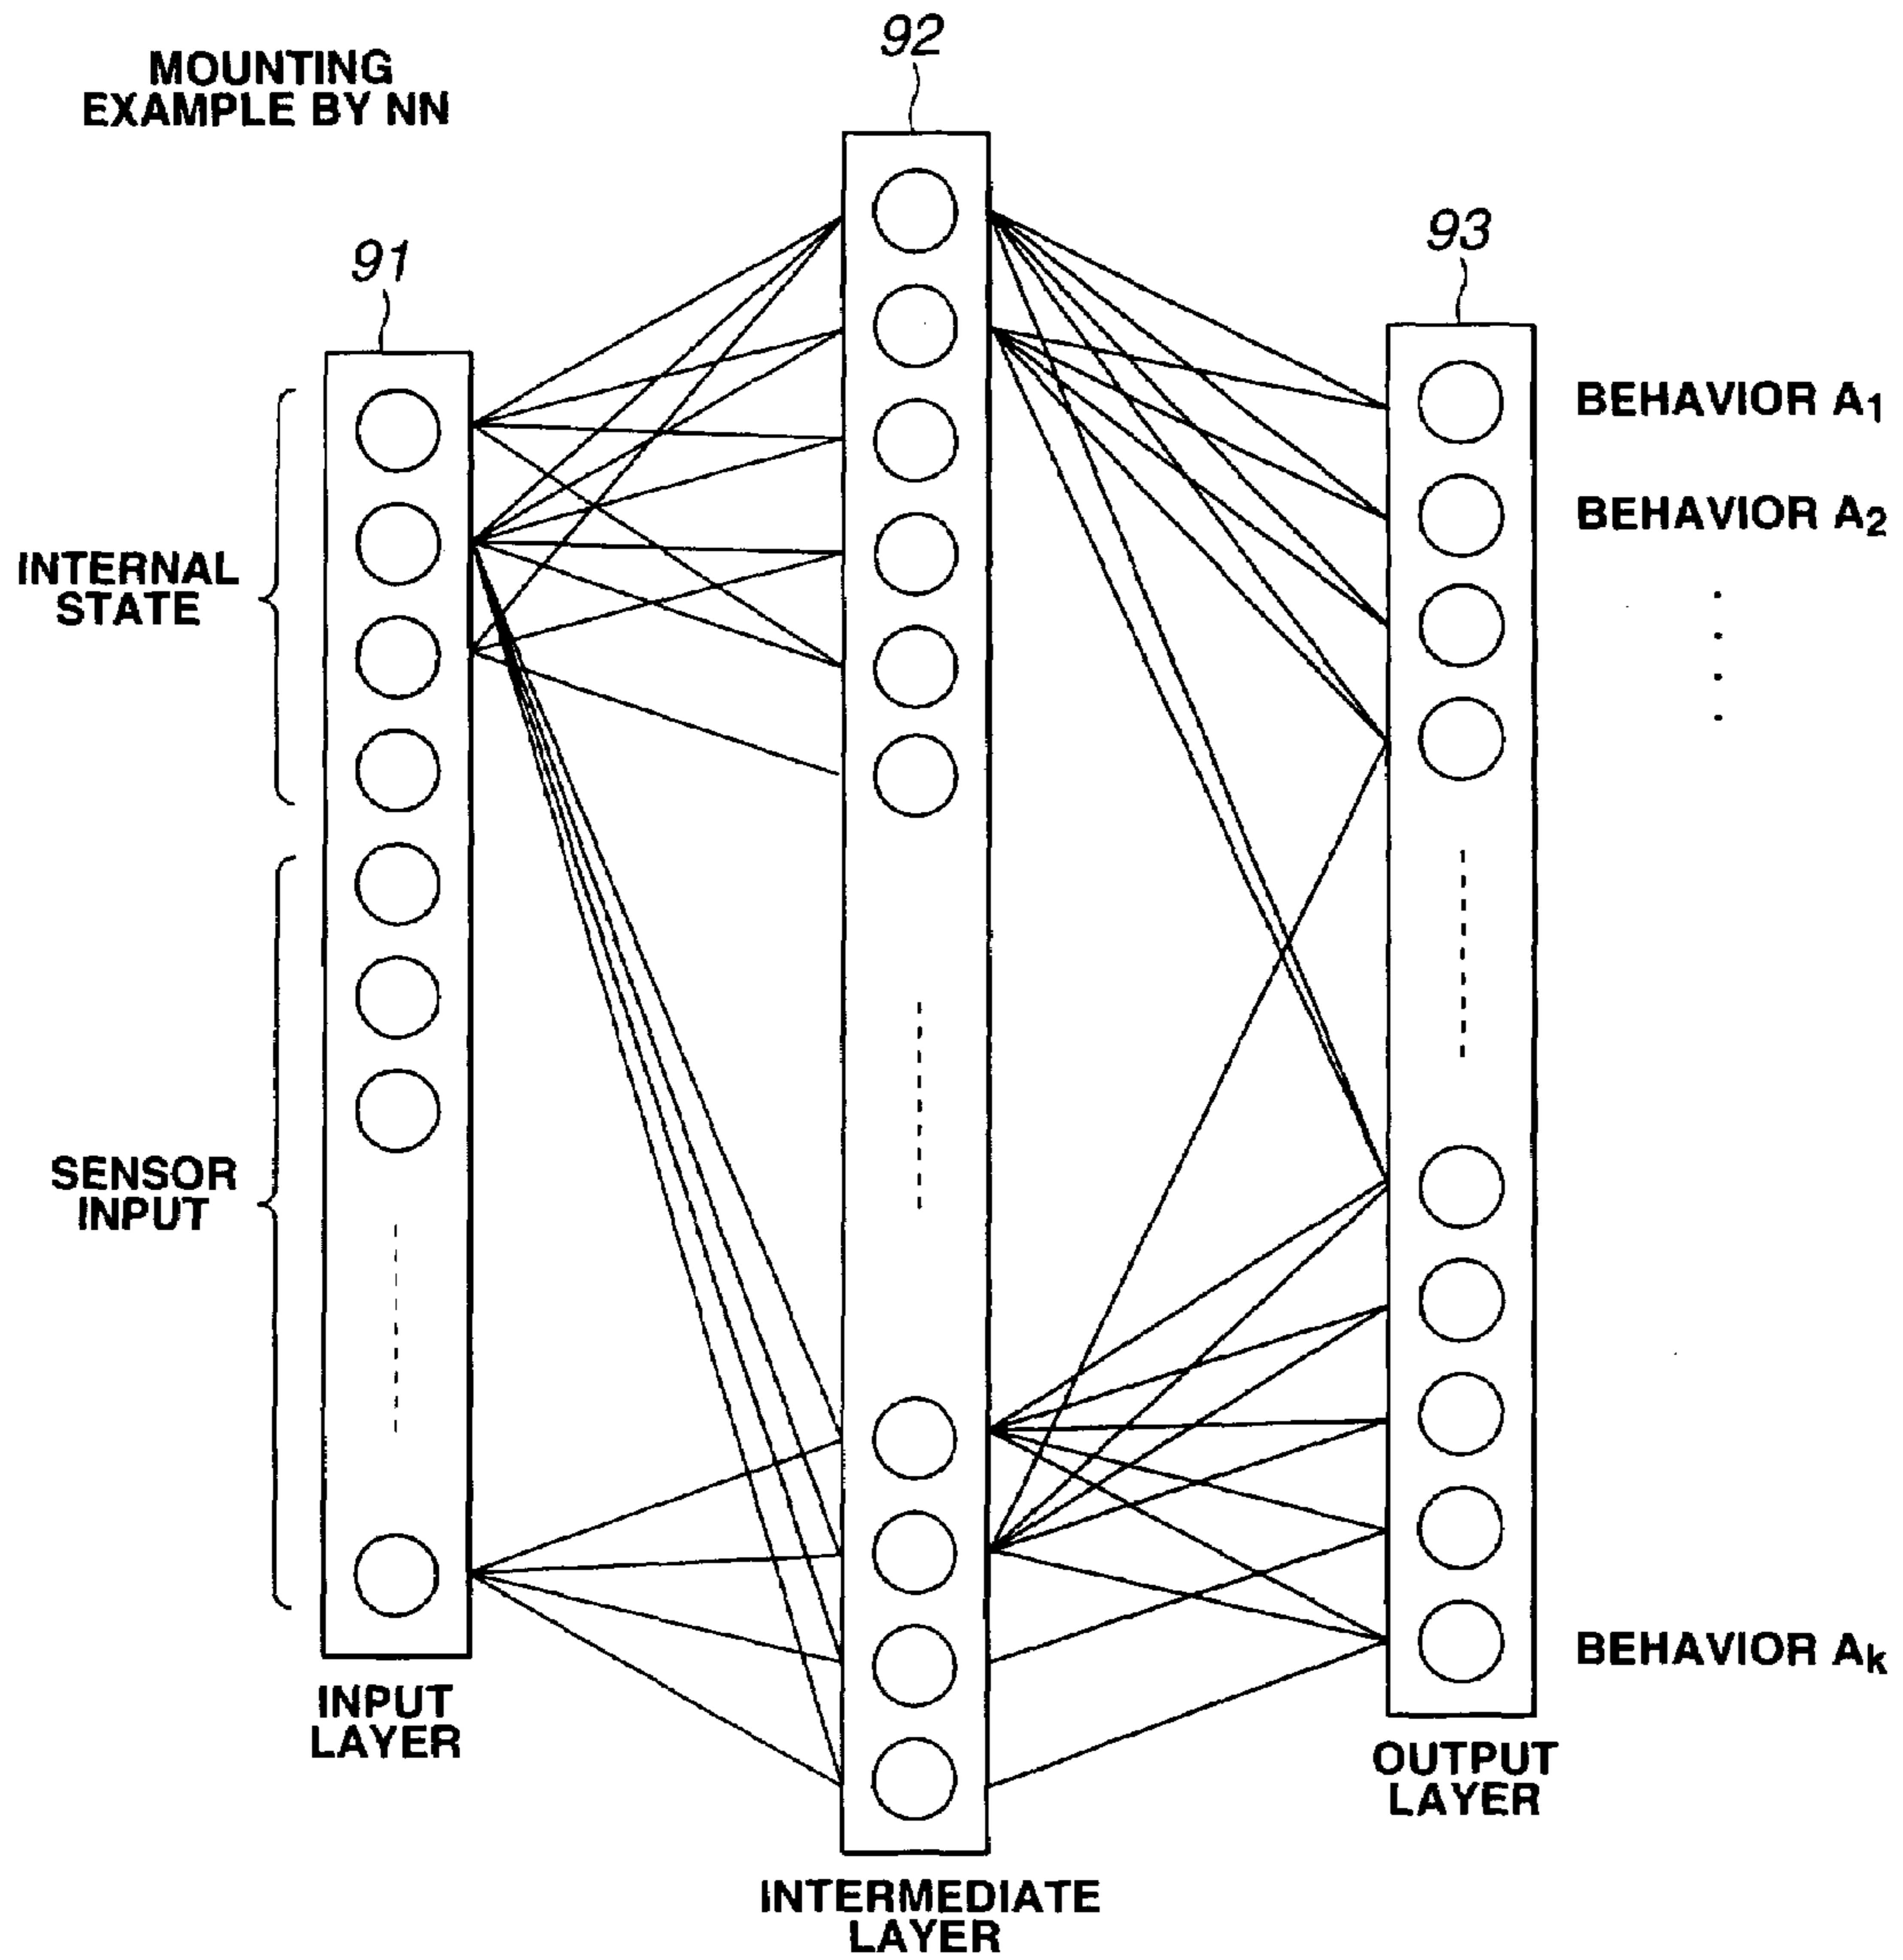 MOUNTING
EXAMPLE BY NN
92
91
93
BEHAVIOR A1
BEHAVIOR A2
INTERNAL
STATE
SENSOR
INPUT
BEHAVIOR Ak
INPUT
LAYER
OUTPUT
LAYER
INTERMEDIATE
LAYER